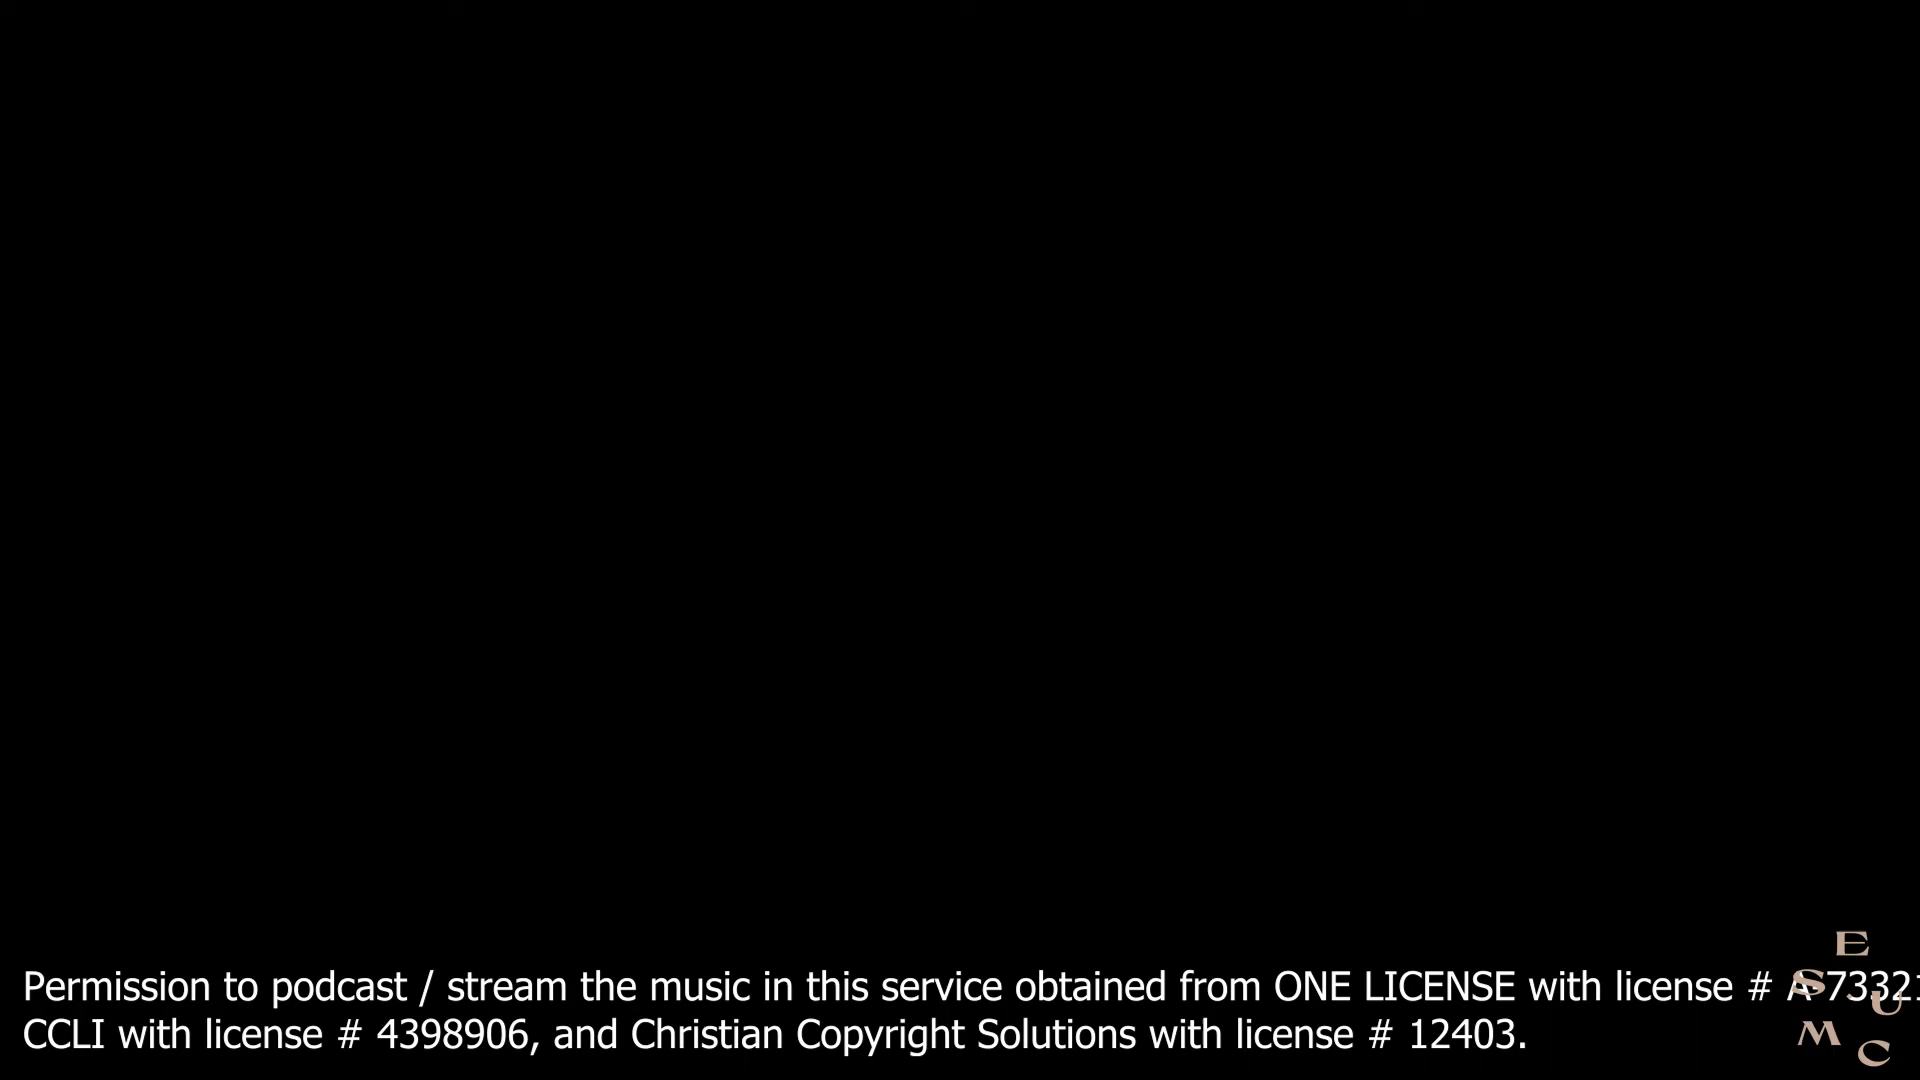 Permission to podcast / stream the music in this service obtained from ONE LICENSE with license #
CCLI with license # 4398906, and Christian Copyright Solutions with license # 12403.
E
S
U
M
C